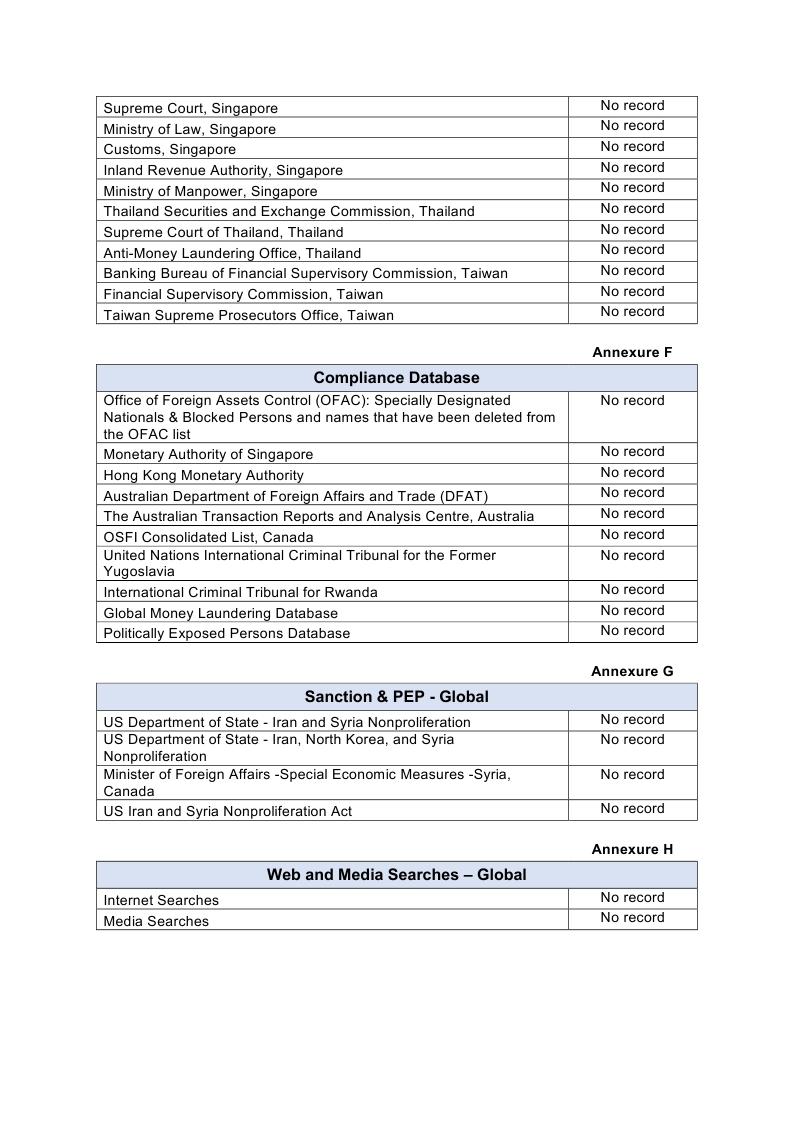 Supreme Court, Singapore No record
Ministry of Law, Singapore No record
Customs, Singapore No record
Inland Revenue Authority, Singapore No record
Ministry of Manpower, Singapore No record
Thailand Securities and Exchange Commission, Thailand No record
Supreme Court of Thailand, Thailand No record
Anti-Money Laundering Office, Thailand No record
Banking Bureau of Financial Supervisory Commission, Taiwan No record
Financial Supervisory Commission, Taiwan No record
Taiwan Supreme Prosecutors Office, Taiwan No record
Annexure F
Compliance Database
Office of Foreign Assets Control (OFAC): Specially Designated No record
Nationals & Blocked Persons and names that have been deleted from
the OFAC list
Monetary Authority of Singapore No record
Hong Kong Monetary Authority No record
Australian Department of Foreign Affairs and Trade (DFAT) No record
The Australian Transaction Reports and Analysis Centre, Australia No record
OSFI Consolidated List, Canada No record
United Nations International Criminal Tribunal for the Former No record
Yugoslavia
International Criminal Tribunal for Rwanda No record
Global Money Laundering Database No record
Politically Exposed Persons Database No record
Annexure G
Sanction & PEP - Global
US Department of State - Iran and Syria Nonproliferation No record
US Department of State - Iran, North Korea, and Syria No record
Nonproliferation
Minister of Foreign Affairs -Special Economic Measures -Syria, No record
Canada
US Iran and Syria Nonproliferation Act No record
Annexure H
Web and Media Searches – Global
Internet Searches No record
Media Searches No record